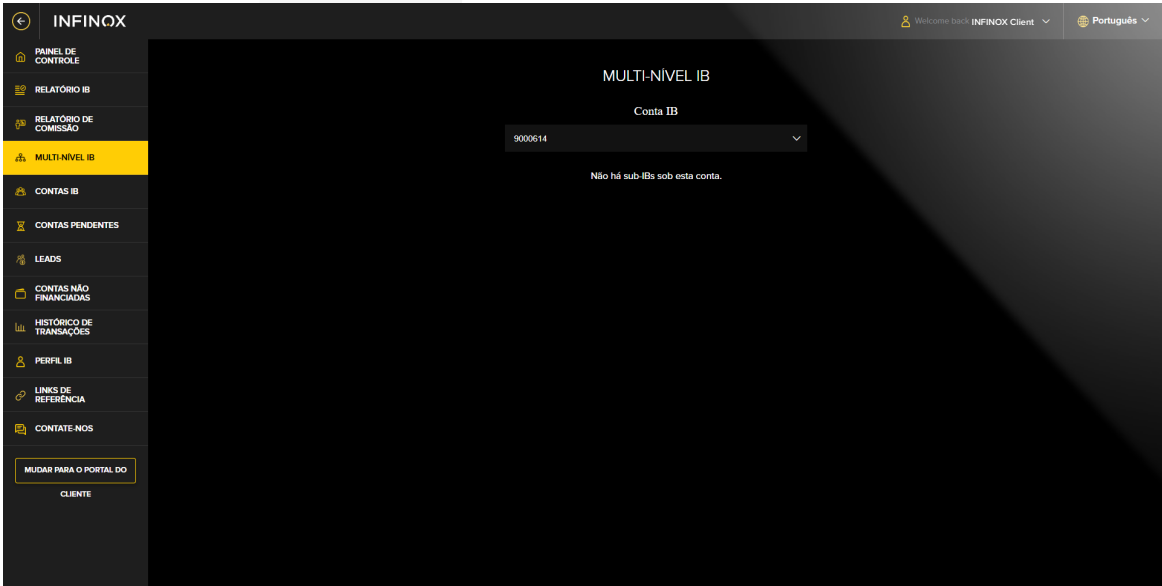 INFINOX
Welcome back INFINOX Client
Português
PAINEL DE
CONTROLE
RELATÓRIO IB
RELATÓRIO DE
COMISSÃO
MULTI-NÍVEL IB
CONTAS IB
CONTAS PENDENTES
LEADS
CONTAS NÃO
FINANCIADAS
HISTÓRICO DE
TRANSAÇÕES
PERFIL IB
LINKS DE
REFERÊNCIA
CONTATE-NOS
MUDAR PARA O PORTAL DO
CLIENTE
MULTI-NÍVEL IB
Conta IB
9000614
Não há sub-IBs sob esta conta.